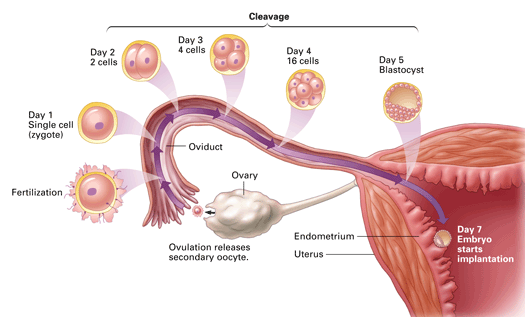 Cleavage
Day 3
4 cells
Day 2
2 cells
Day 4
16 cells
Day 5
Blastocyst
Day 1
Single cell
(zygote)
Oviduct
Fertilization
Ovary
Ovulation releases
secondary oocyte.
Endometrium
Uterus
Day 7
Embryo
starts
implantation